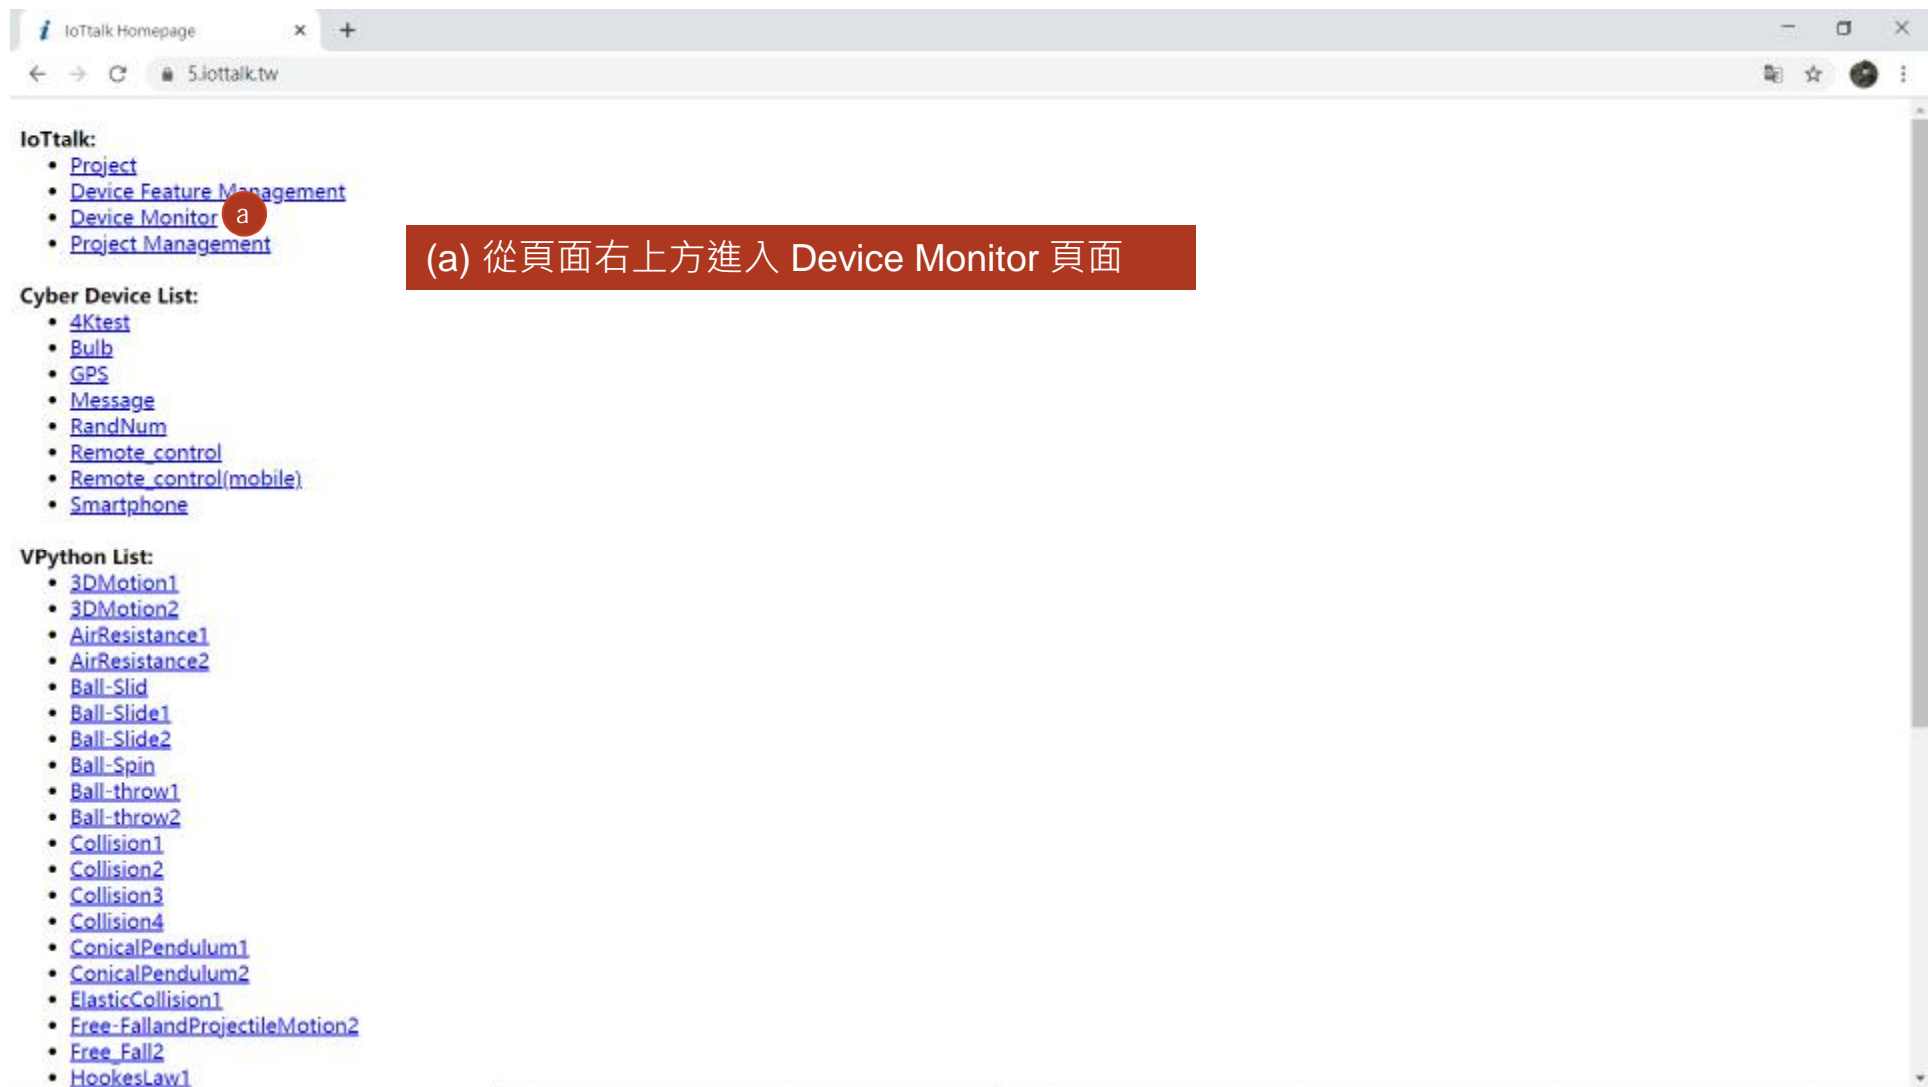 IoTtalk Homepage
5.iottalk.tw
IoTtalk:
Project
Device Feature Management
Device Monitor a
Project Management
(a) 從頁面右上方進入 Device Monitor 頁面
Cyber Device List:
4Ktest
Bulb
GPS
Message
RandNum
Remote_control
Remote_control(mobile)
Smartphone
VPython List:
3DMotion1
3DMotion2
AirResistance1
AirResistance2
Ball-Slid
Ball-Slide1
Ball-Slide2
Ball-Spin
Ball-throw1
Ball-throw2
Collision1
Collision2
Collision3
Collision4
ConicalPendulum1
ConicalPendulum2
ElasticCollision1
Free-FallandProjectileMotion2
Free_Fall2
HookesLaw1